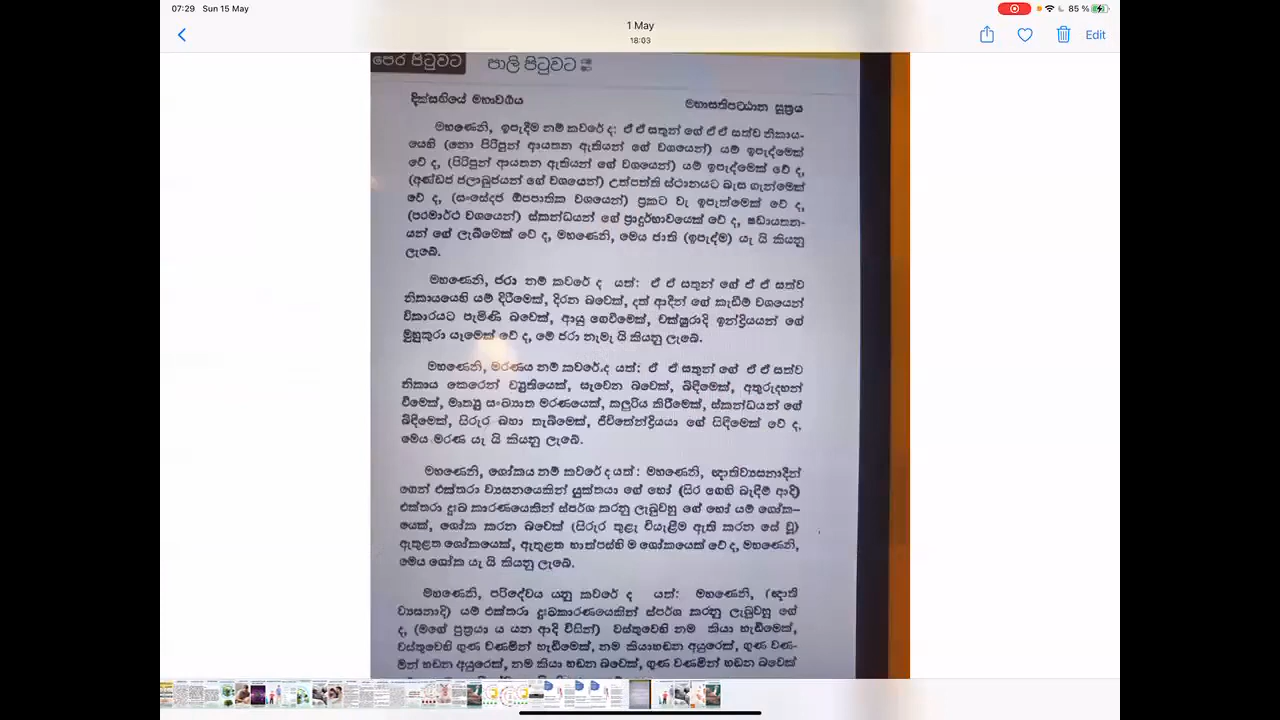 07:29 Sun 15 May
85 %
1 May
18:03
Edit
පෙර පිටුවට පාලි පිටුවට
දික්සඟියේ මහාවර්‍ගය මහාසතිපට්ඨාන සූත්‍රය
මහණෙනි, ඉපැදීම නම් කවරේ ද: ඒ ඒ සතුන් ගේ ඒ ඒ සත්ව නිකාය-
යෙහි (නො පිරිපුන් ආයතන ඇතියන් ගේ වශයෙන්) යම් ඉපැද්මෙක්
වේ ද, (පිරිපුන් ආයතන ඇතියන් ගේ වශයෙන්) යම් ඉපැද්මෙක් වේ ද,
(අණ්ඩජ ජලාබුජයන් ගේ වශයෙන්) උත්පත්ති ස්ථානයට බැස ගැන්මෙක්
වේ ද, (සංසේදජ ඕපපාතික වශයෙන්) ප්‍රකට වැ ඉපැත්මෙක් වේ ද,
(පරමාර්ථ වශයෙන්) ස්කන්ධයන් ගේ ප්‍රාදුර්භාවයෙක් වේ ද, ෂඩායතන-
යන් ගේ ලැබීමෙක් වේ ද, මහණෙනි, මෙය ජාති (ඉපැද්ම) යැ යි කියනු
ලැබේ.
මහණෙනි, ජරා නම් කවරේ ද යත්: ඒ ඒ සතුන් ගේ ඒ ඒ සත්ව
නිකායයෙහි යම් දිරීමෙක්, දිරන බවෙක්, දත් ආදීන් ගේ කැඩීම් වශයෙන්
විකාරයට පැමිණි බවෙක්, ආයු ගෙවීමෙක්, චක්ෂුරාදි ඉන්ද්‍රියයන් ගේ
මුහුකුරා යෑමෙක් වේ ද, මේ ජරා නැමැ යි කියනු ලැබේ.
මහණෙනි, මරණය නම් කවරේ ද යත්: ඒ ඒ සතුන් ගේ ඒ ඒ සත්ව
නිකාය කෙරෙන් ච්‍යුතියෙක්, සැවෙන බවෙක්, බිඳීමෙක්, අතුරුදහන්
වීමෙක්, මෘත්‍යු සංඛ්‍යාත මරණයෙක්, කලුරිය කිරීමෙක්, ස්කන්ධයන් ගේ
බිඳීමෙක්, සිරුර බහා තැබීමෙක්, ජීවිතේන්ද්‍රියයා ගේ සිඳීමෙක් වේ ද,
මෙය මරණ යැ යි කියනු ලැබේ.
මහණෙනි, ශෝකය නම් කවරේ ද යත්: මහණෙනි, ඥාතිව්‍යසනාදීන්
ගෙන් එක්තරා ව්‍යසනයෙකින් යුක්තයා ගේ හෝ (සිර ගෙහි බැඳීම් ආදි)
එක්තරා දුඃඛ කාරණයෙකින් ස්පර්ශ කරනු ලැබුවහු ගේ හෝ යම් ශෝක-
යෙක්, ශෝක කරන බවෙක් (සිරුර තුළැ වියැළීම ඇති කරන සේ වූ)
ඇතුළත ශෝකයෙක්, ඇතුළත හාත්පස්හි ම ශෝකයෙක් වේ ද, මහණෙනි,
මෙය ශෝක යැ යි කියනු ලැබේ.
මහණෙනි, පරිදේවය යනු කවරේ ද යත්: මහණෙනි, (ඥාති
ව්‍යසනාදි) යම් එක්තරා දුඃඛකාරණයෙකින් ස්පර්ශ කරනු ලැබුවහු ගේ
ද, (මගේ පුත්‍රයා ය යන ආදි විසින්) වස්තුවෙහි නම් කියා හැඬීමෙක්,
වස්තුවෙහි ගුණ වණමින් හැඬීමෙක්, නම් කියාහඬන අයුරෙක්, ගුණ වණ-
මින් හඬන අයුරෙක්, නම් කියා හඬන බවෙක්, ගුණ වණමින් හඬන බවෙක්